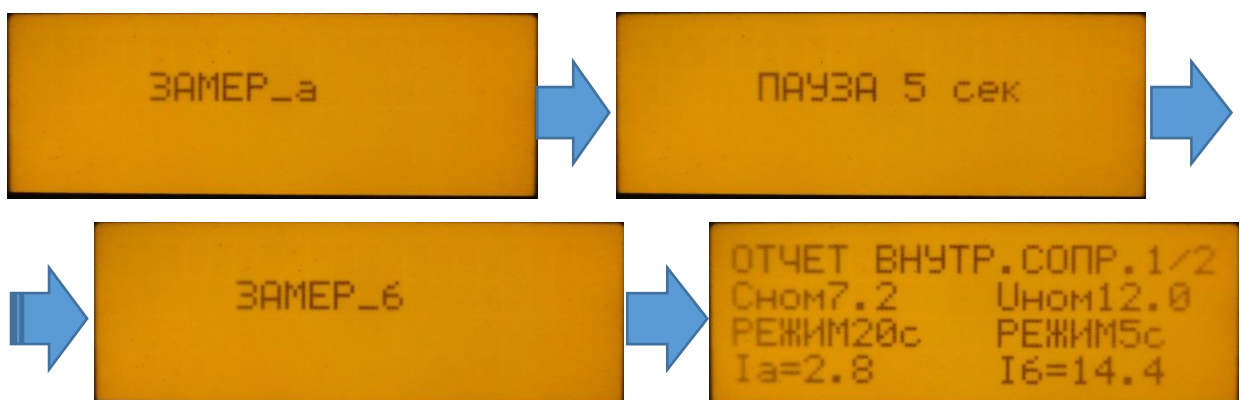 ЗАМЕР_а
ПАУЗА 5 сек
ЗАМЕР_б
ОТЧЕТ ВНУТР.СОПР.1/2
Сном7.2 Uном12.0
РЕЖИМ20с РЕЖИМ5с
Iа=2.8 Iб=14.4